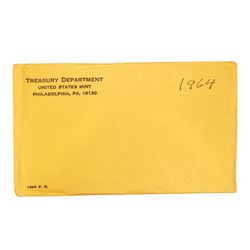 TREASURY DEPARTMENT
UNITED STATES MINT
PHILADELPHIA, PA. 19130
1964
1964 P. C.